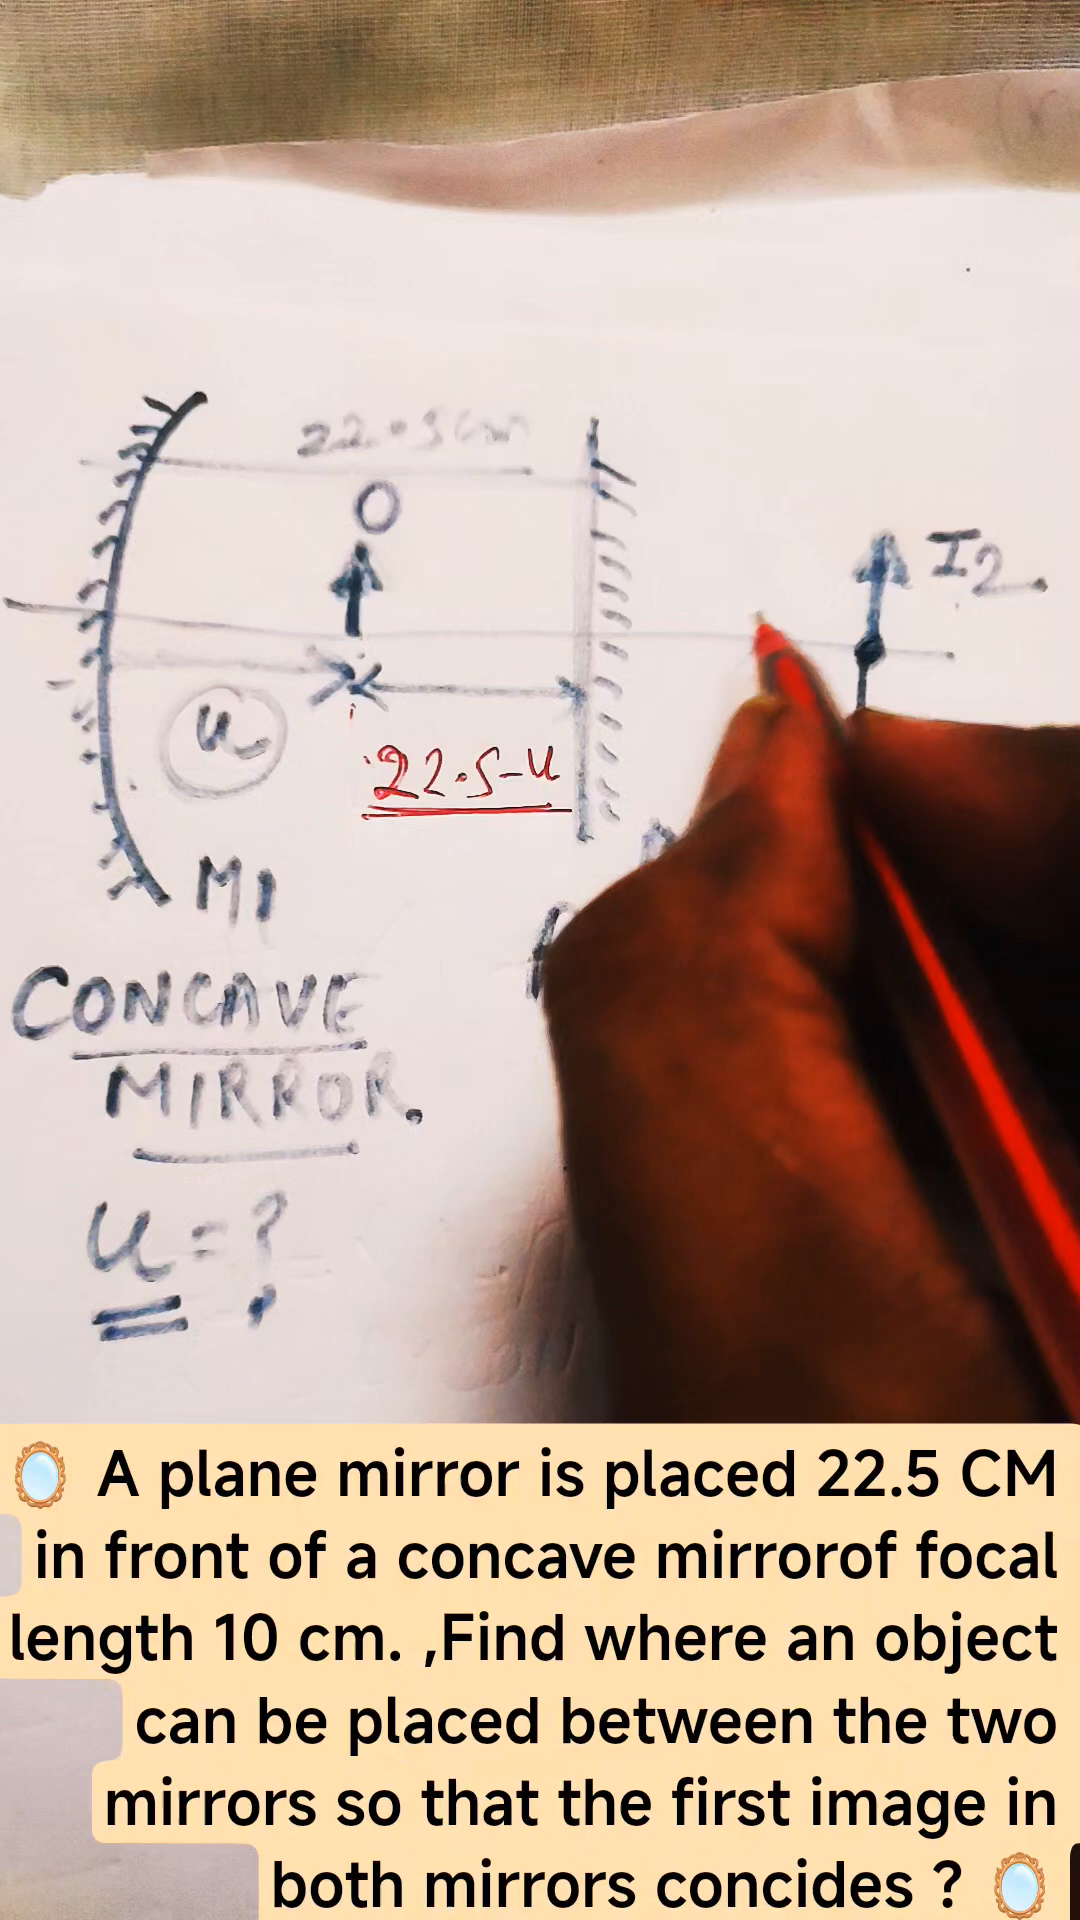 22.5cm
O
I2
u
22.5-u
M1
CONCAVE
MIRROR.
u = ?
🪞 A plane mirror is placed 22.5 CM
in front of a concave mirrorof focal
length 10 cm. ,Find where an object
can be placed between the two
mirrors so that the first image in
both mirrors concides ? 🪞